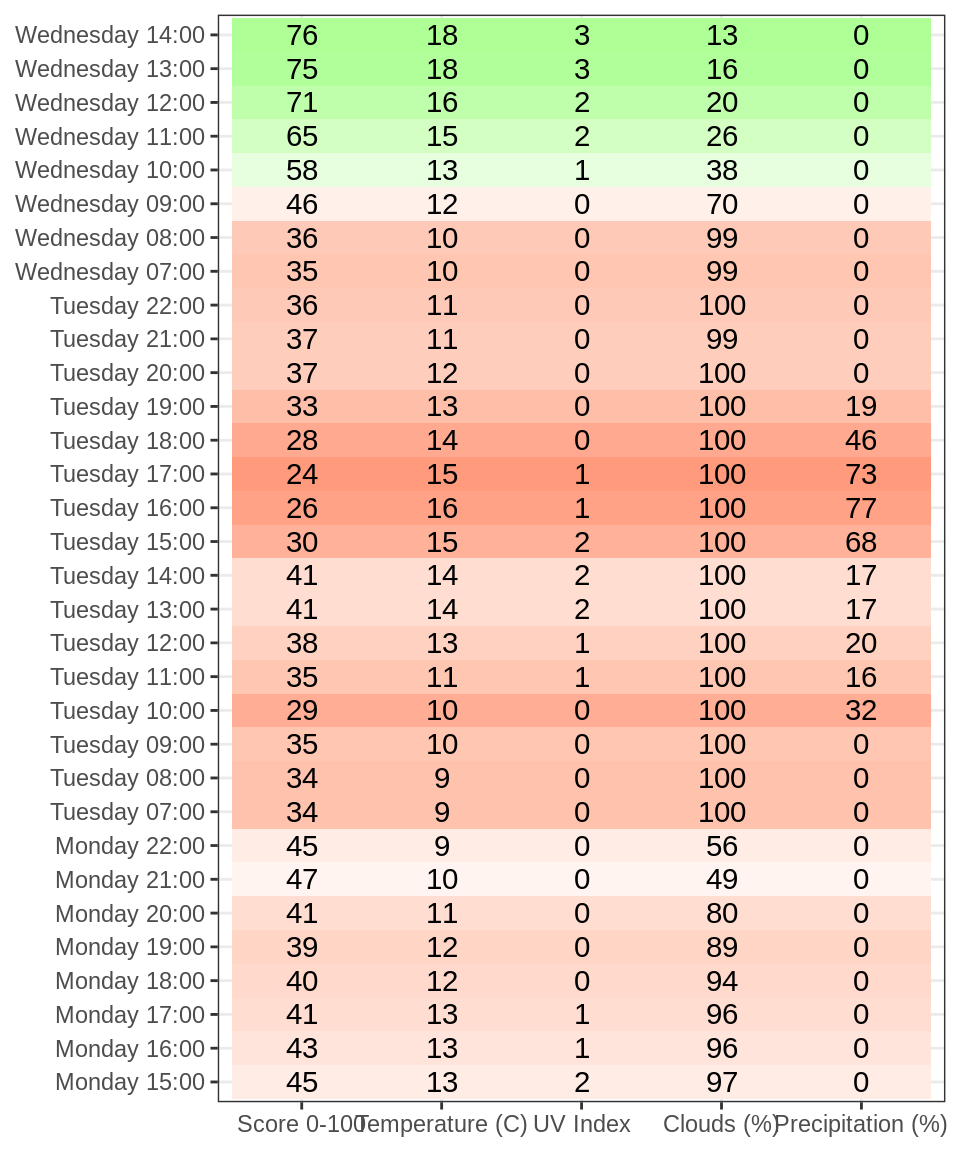 Wednesday 14:00 76 18 3 13 0
Wednesday 13:00 75 18 3 16 0
Wednesday 12:00 71 16 2 20 0
Wednesday 11:00 65 15 2 26 0
Wednesday 10:00 58 13 1 38 0
Wednesday 09:00 46 12 0 70 0
Wednesday 08:00 36 10 0 99 0
Wednesday 07:00 35 10 0 99 0
Tuesday 22:00 36 11 0 100 0
Tuesday 21:00 37 11 0 99 0
Tuesday 20:00 37 12 0 100 0
Tuesday 19:00 33 13 0 100 19
Tuesday 18:00 28 14 0 100 46
Tuesday 17:00 24 15 1 100 73
Tuesday 16:00 26 16 1 100 77
Tuesday 15:00 30 15 2 100 68
Tuesday 14:00 41 14 2 100 17
Tuesday 13:00 41 14 2 100 17
Tuesday 12:00 38 13 1 100 20
Tuesday 11:00 35 11 1 100 16
Tuesday 10:00 29 10 0 100 32
Tuesday 09:00 35 10 0 100 0
Tuesday 08:00 34 9 0 100 0
Tuesday 07:00 34 9 0 100 0
Monday 22:00 45 9 0 56 0
Monday 21:00 47 10 0 49 0
Monday 20:00 41 11 0 80 0
Monday 19:00 39 12 0 89 0
Monday 18:00 40 12 0 94 0
Monday 17:00 41 13 1 96 0
Monday 16:00 43 13 1 96 0
Monday 15:00 45 13 2 97 0
Score 0-100 Temperature (C) UV Index Clouds (%) Precipitation (%)